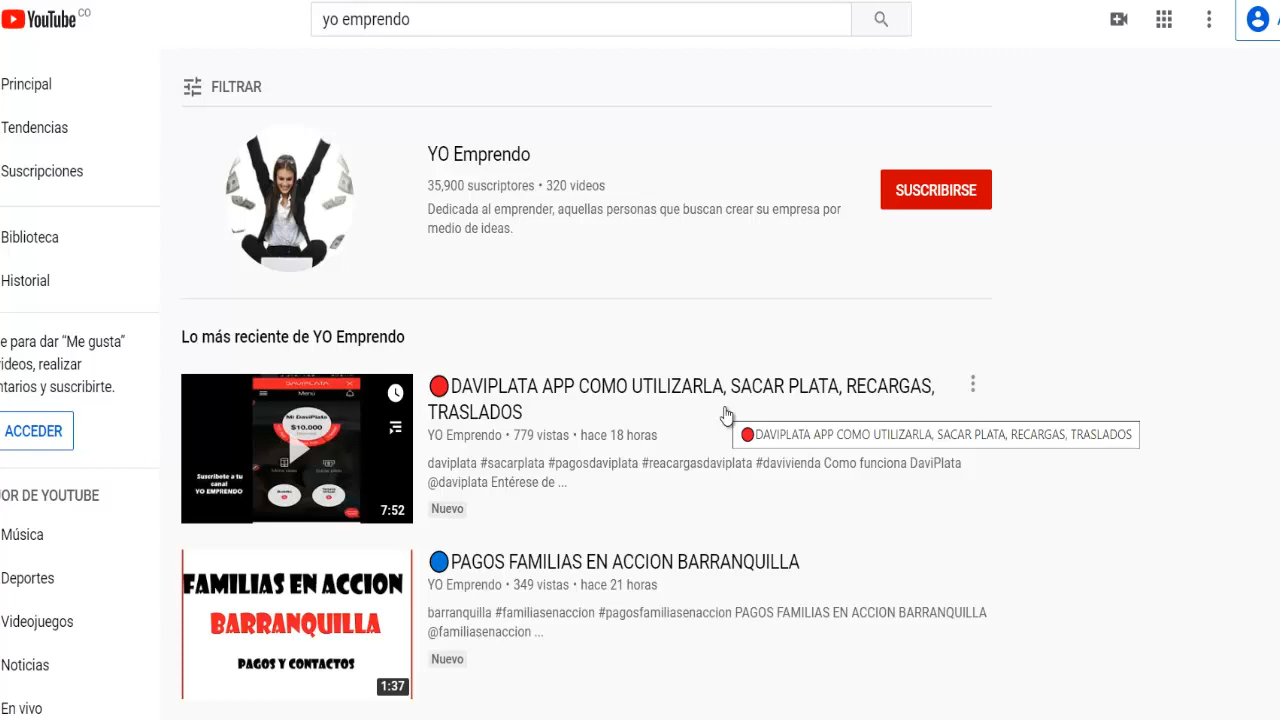 YouTube CO
yo emprendo
Principal
Tendencias
Suscripciones
Biblioteca
Historial
e para dar “Me gusta”
videos, realizar
ntarios y suscribirte.
ACCEDER
JOR DE YOUTUBE
Música
Deportes
Videojuegos
Noticias
En vivo
FILTRAR
YO Emprendo
35,900 suscriptores • 320 videos
Dedicada al emprender, aquellas personas que buscan crear su empresa por
medio de ideas.
SUSCRIBIRSE
Lo más reciente de YO Emprendo
DAVIPLATA
Menú
Mi DaviPlata
$10.000
Suscribete a tu
canal
YO EMPRENDO
7:52
🔴DAVIPLATA APP COMO UTILIZARLA, SACAR PLATA, RECARGAS,
TRASLADOS
YO Emprendo • 779 vistas • hace 18 horas
🔴DAVIPLATA APP COMO UTILIZARLA, SACAR PLATA, RECARGAS, TRASLADOS
daviplata #sacarplata #pagosdaviplata #reacargasdaviplata #davivienda Como funciona DaviPlata
@daviplata Entérese de ...
Nuevo
FAMILIAS EN ACCION
BARRANQUILLA
PAGOS Y CONTACTOS
1:37
🔵PAGOS FAMILIAS EN ACCION BARRANQUILLA
YO Emprendo • 349 vistas • hace 21 horas
barranquilla #familiasenaccion #pagosfamiliasenaccion PAGOS FAMILIAS EN ACCION BARRANQUILLA
@familiasenaccion ...
Nuevo